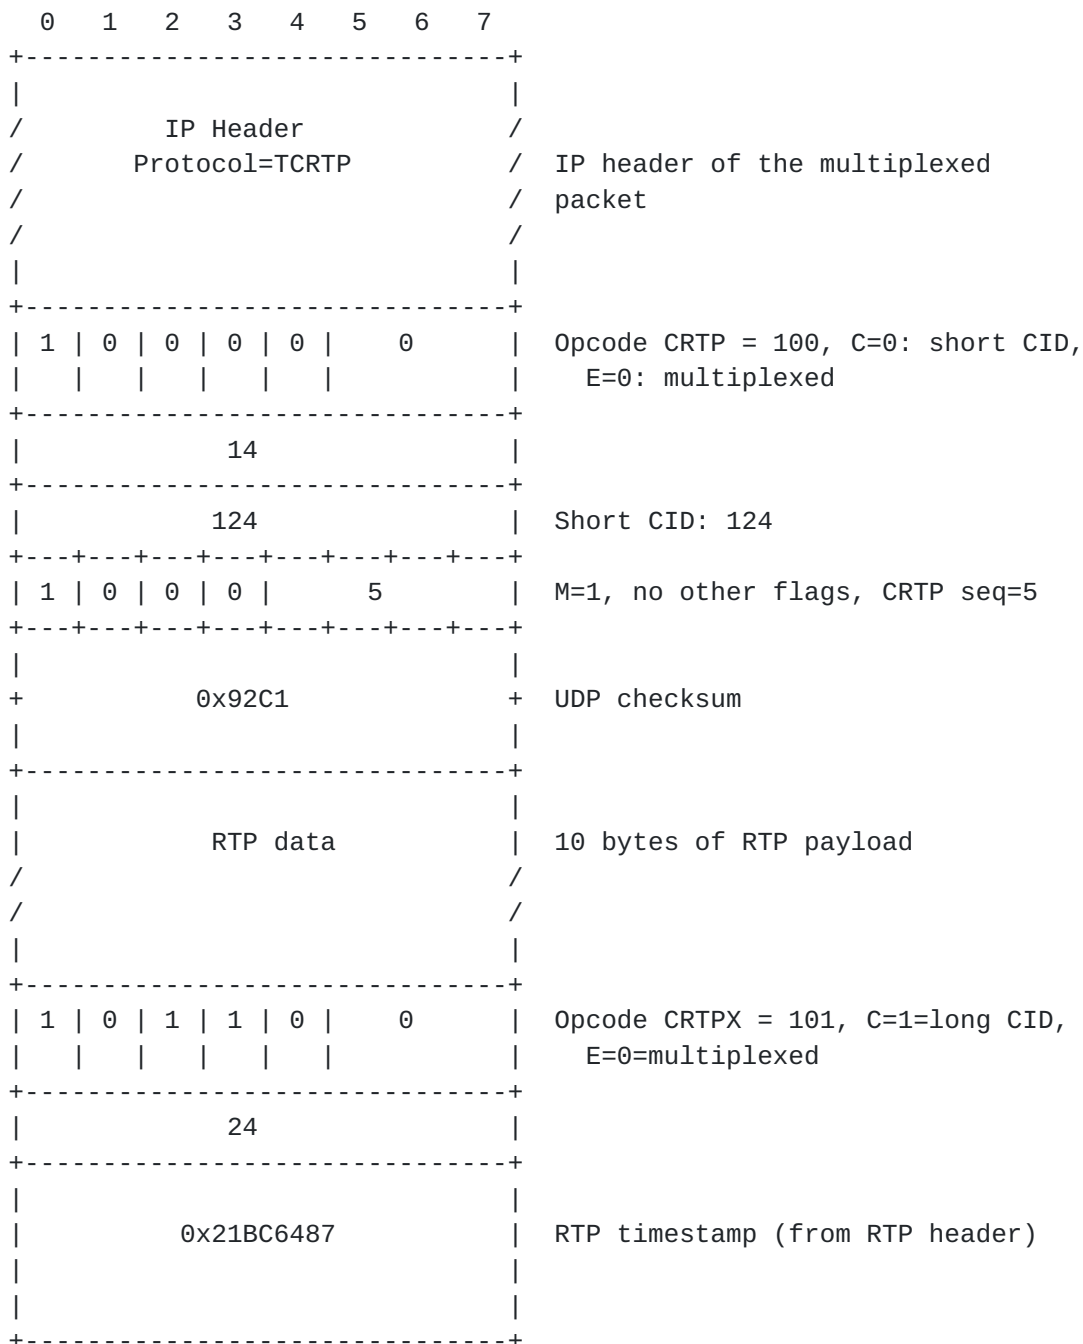 0   1   2   3   4   5   6   7
+-------------------------------+
|                               |
/         IP Header             /
/       Protocol=TCRTP          /  IP header of the multiplexed
/                               /  packet
/                               /
|                               |
+-------------------------------+
| 1 | 0 | 0 | 0 | 0 |    0      |  Opcode CRTP = 100, C=0: short CID,
|   |   |   |   |   |           |    E=0: multiplexed
+-------------------------------+
|             14                |
+-------------------------------+
|            124                |  Short CID: 124
+---+---+---+---+---+---+---+---+
| 1 | 0 | 0 | 0 |      5        |  M=1, no other flags, CRTP seq=5
+---+---+---+---+---+---+---+---+
|                               |
+           0x92C1              +  UDP checksum
|                               |
+-------------------------------+
|                               |
|            RTP data           |  10 bytes of RTP payload
/                               /
/                               /
|                               |
+-------------------------------+
| 1 | 0 | 1 | 1 | 0 |    0      |  Opcode CRTPX = 101, C=1=long CID,
|   |   |   |   |   |           |    E=0=multiplexed
+-------------------------------+
|             24                |
+-------------------------------+
|                               |
|          0x21BC6487           |  RTP timestamp (from RTP header)
|                               |
|                               |
+-------------------------------+